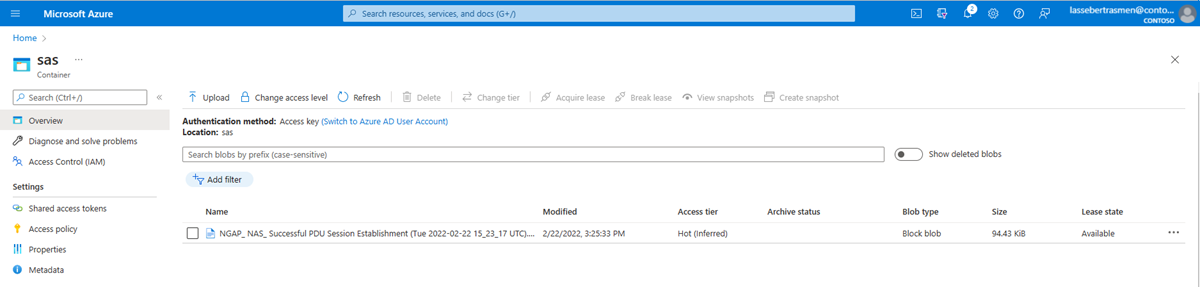 Microsoft Azure
Search resources, services, and docs (G+/)
2
lassebertrasmen@conto...
CONTOSO
Home
sas
...
Container
Search (Ctrl+/)
Overview
Diagnose and solve problems
Access Control (IAM)
Settings
Shared access tokens
Access policy
Properties
Metadata
Upload Change access level Refresh Delete Change tier Acquire lease Break lease View snapshots Create snapshot
Authentication method: Access key (Switch to Azure AD User Account)
Location: sas
Search blobs by prefix (case-sensitive)
Show deleted blobs
Add filter
Name Modified Access tier Archive status Blob type Size Lease state
NGAP_ NAS_ Successful PDU Session Establishment (Tue 2022-02-22 15_23_17 UTC).... 2/22/2022, 3:25:33 PM Hot (Inferred) Block blob 94.43 KiB Available ...